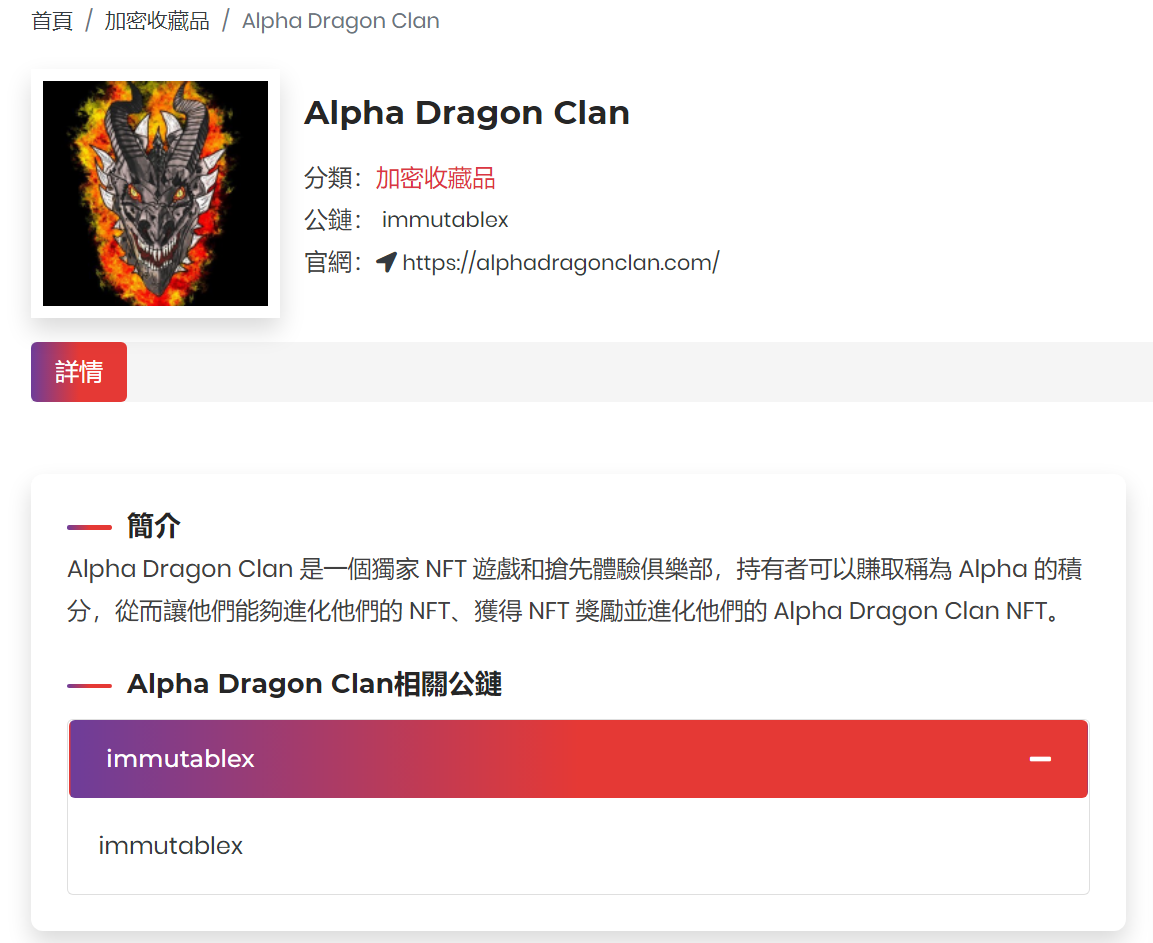 首頁 / 加密收藏品 / Alpha Dragon Clan
Alpha Dragon Clan
分類：加密收藏品
公鏈： immutablex
官網： https://alphadragonclan.com/
詳情
簡介
Alpha Dragon Clan 是一個獨家 NFT 遊戲和搶先體驗俱樂部，持有者可以賺取稱為 Alpha 的積
分，從而讓他們能夠進化他們的 NFT、獲得 NFT 獎勵並進化他們的 Alpha Dragon Clan NFT。
Alpha Dragon Clan相關公鏈
immutablex
immutablex